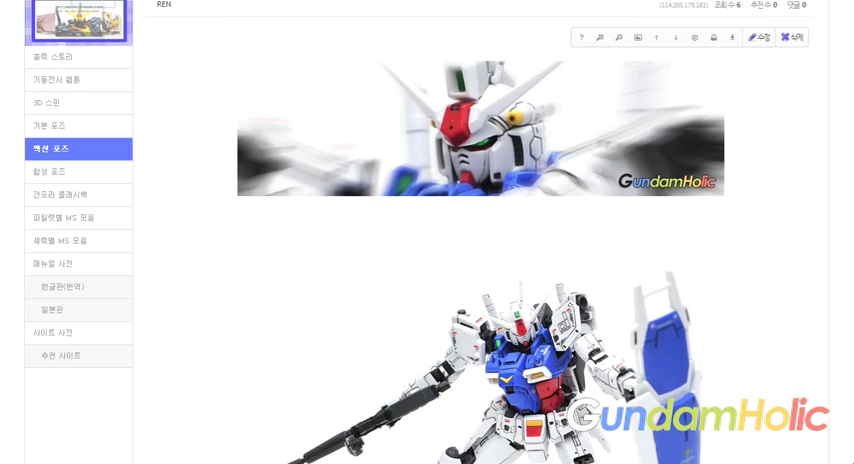 REN
(114.205.179.181) 조회 수 6 추천 수 0 댓글 0
수정 삭제
홀릭 스토리
기동전사 웹툰
3D 스핀
기본 포즈
액션 포즈
합성 포즈
건프라 플래시백
파일럿별 MS 모음
세력별 MS 모음
매뉴얼 사전
한글판(번역)
일본판
사이트 사전
추천 사이트
GundamHolic
GundamHolic